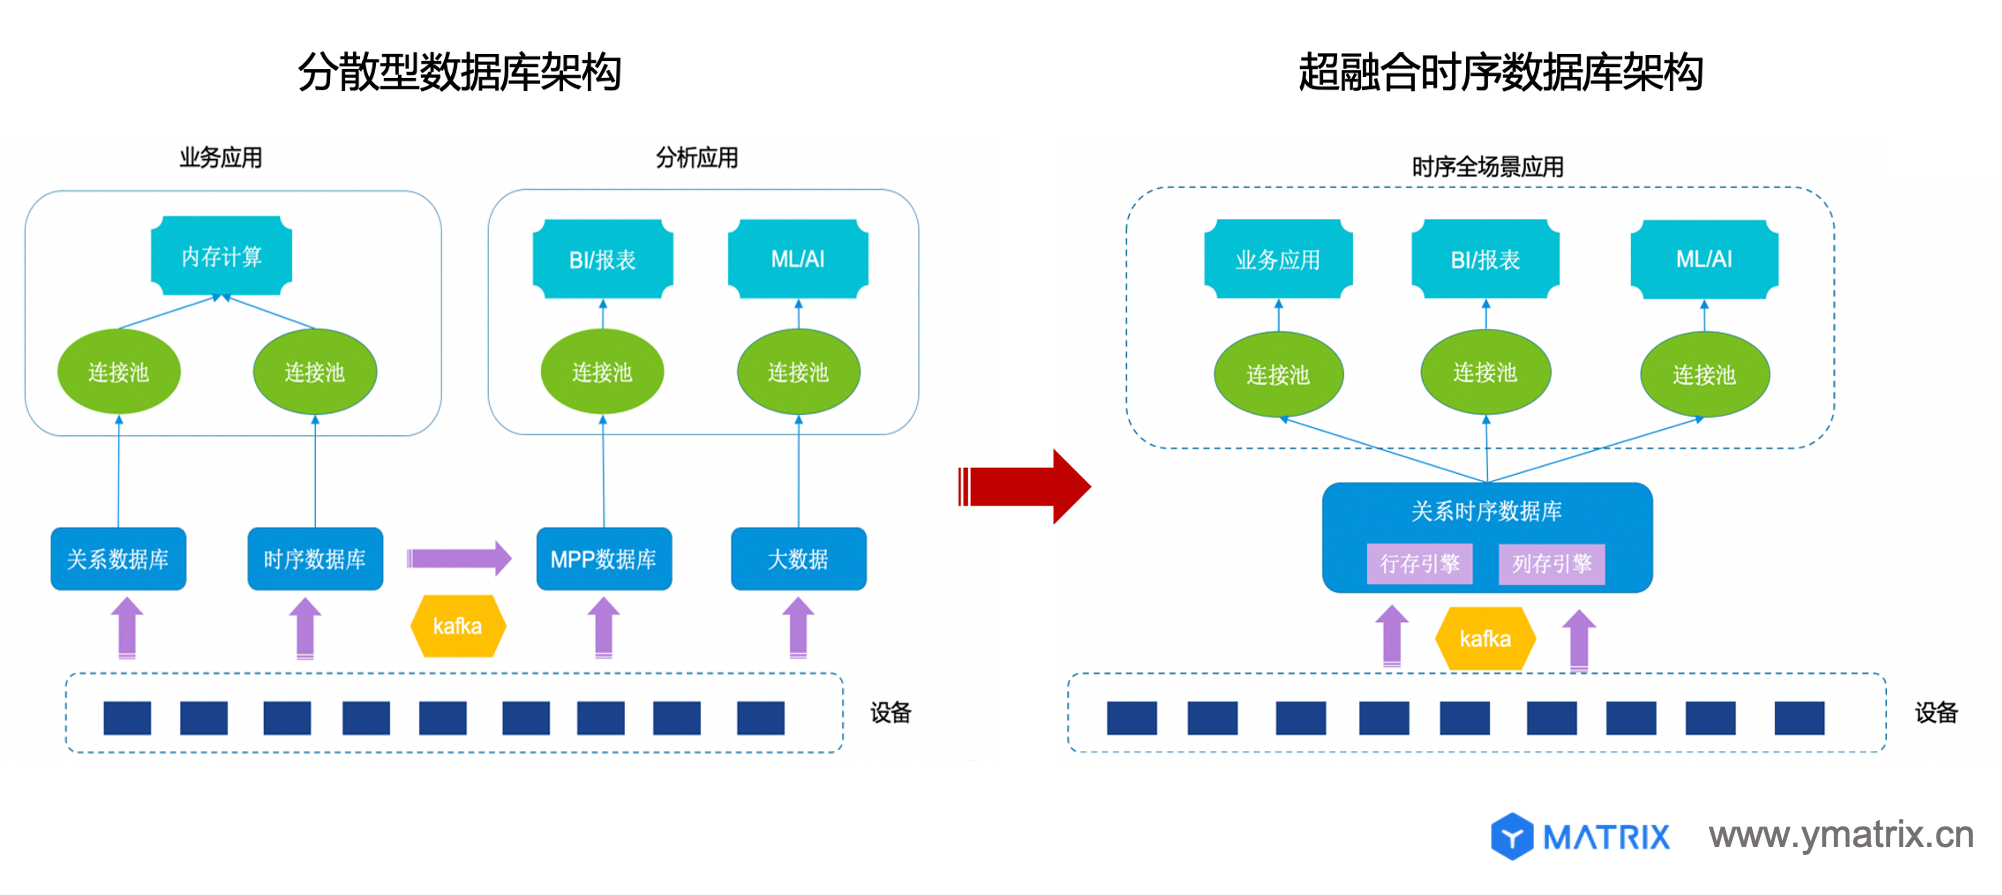 分散型数据库架构
超融合时序数据库架构
业务应用
分析应用
时序全场景应用
内存计算
BI/报表
ML/AI
业务应用
BI/报表
ML/AI
连接池
连接池
连接池
连接池
连接池
连接池
连接池
关系数据库
时序数据库
MPP数据库
大数据
关系时序数据库
行存引擎
列存引擎
kafka
kafka
设备
设备
YMATRIX
www.ymatrix.cn